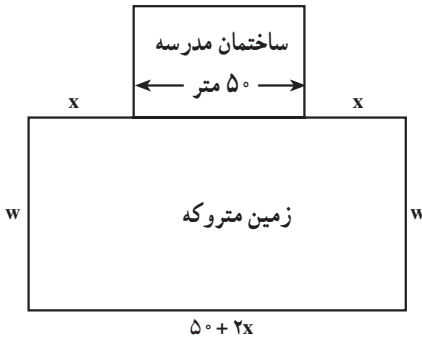 ساختمان مدرسه
۵۰ متر
x x
w زمین متروکه w
۵۰+۲x